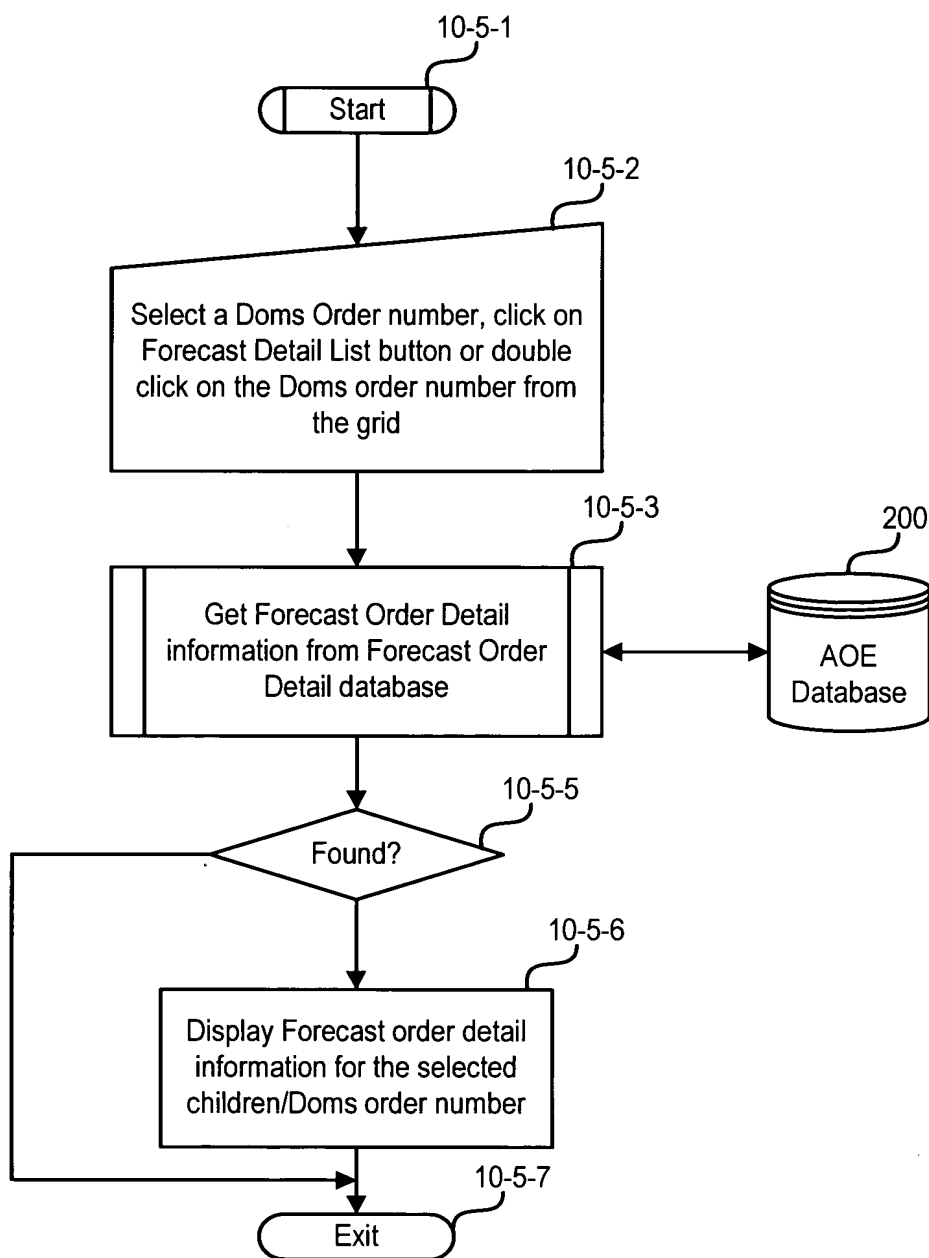 10-5-1
Start
10-5-2
Select a Doms Order number, click on
Forecast Detail List button or double
click on the Doms order number from
the grid
10-5-3
200
Get Forecast Order Detail
information from Forecast Order
Detail database
AOE
Database
10-5-5
Found?
10-5-6
Display Forecast order detail
information for the selected
children/Doms order number
10-5-7
Exit